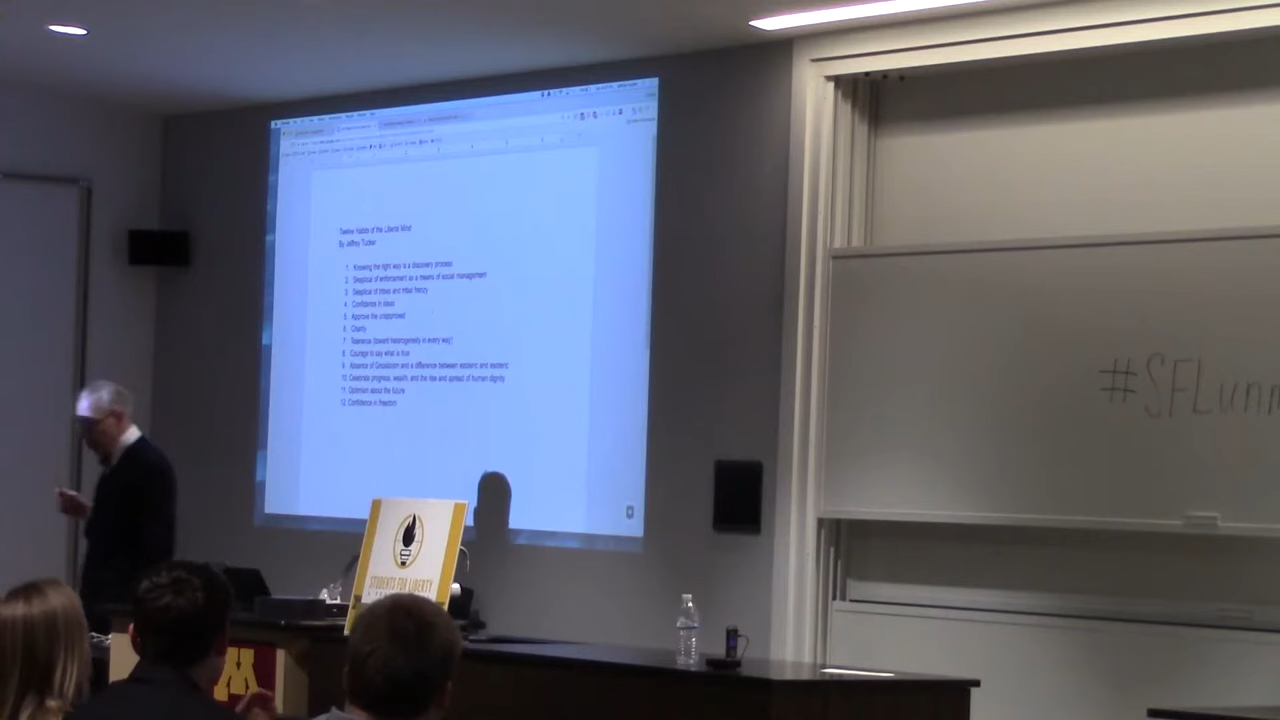 Twelve Habits of the Liberal Mind
By Jeffrey Tucker
1. Knowing the right way is a discovery process
2. Skeptical of enforcement as a means of social management
3. Skeptical of tribes and tribal frenzy
4. Confidence in ideas
5. Approve the unapproved
6. Charity
7. Tolerance (toward heterogeneity in every way)
8. Courage to say what is true
9. Absence of Gnosticism and a difference between esoteric and exoteric
10. Celebrate progress, wealth, and the rise and spread of human dignity
11. Optimism about the future
12. Confidence in freedom
STUDENTS FOR LIBERTY
M
#SFLunm